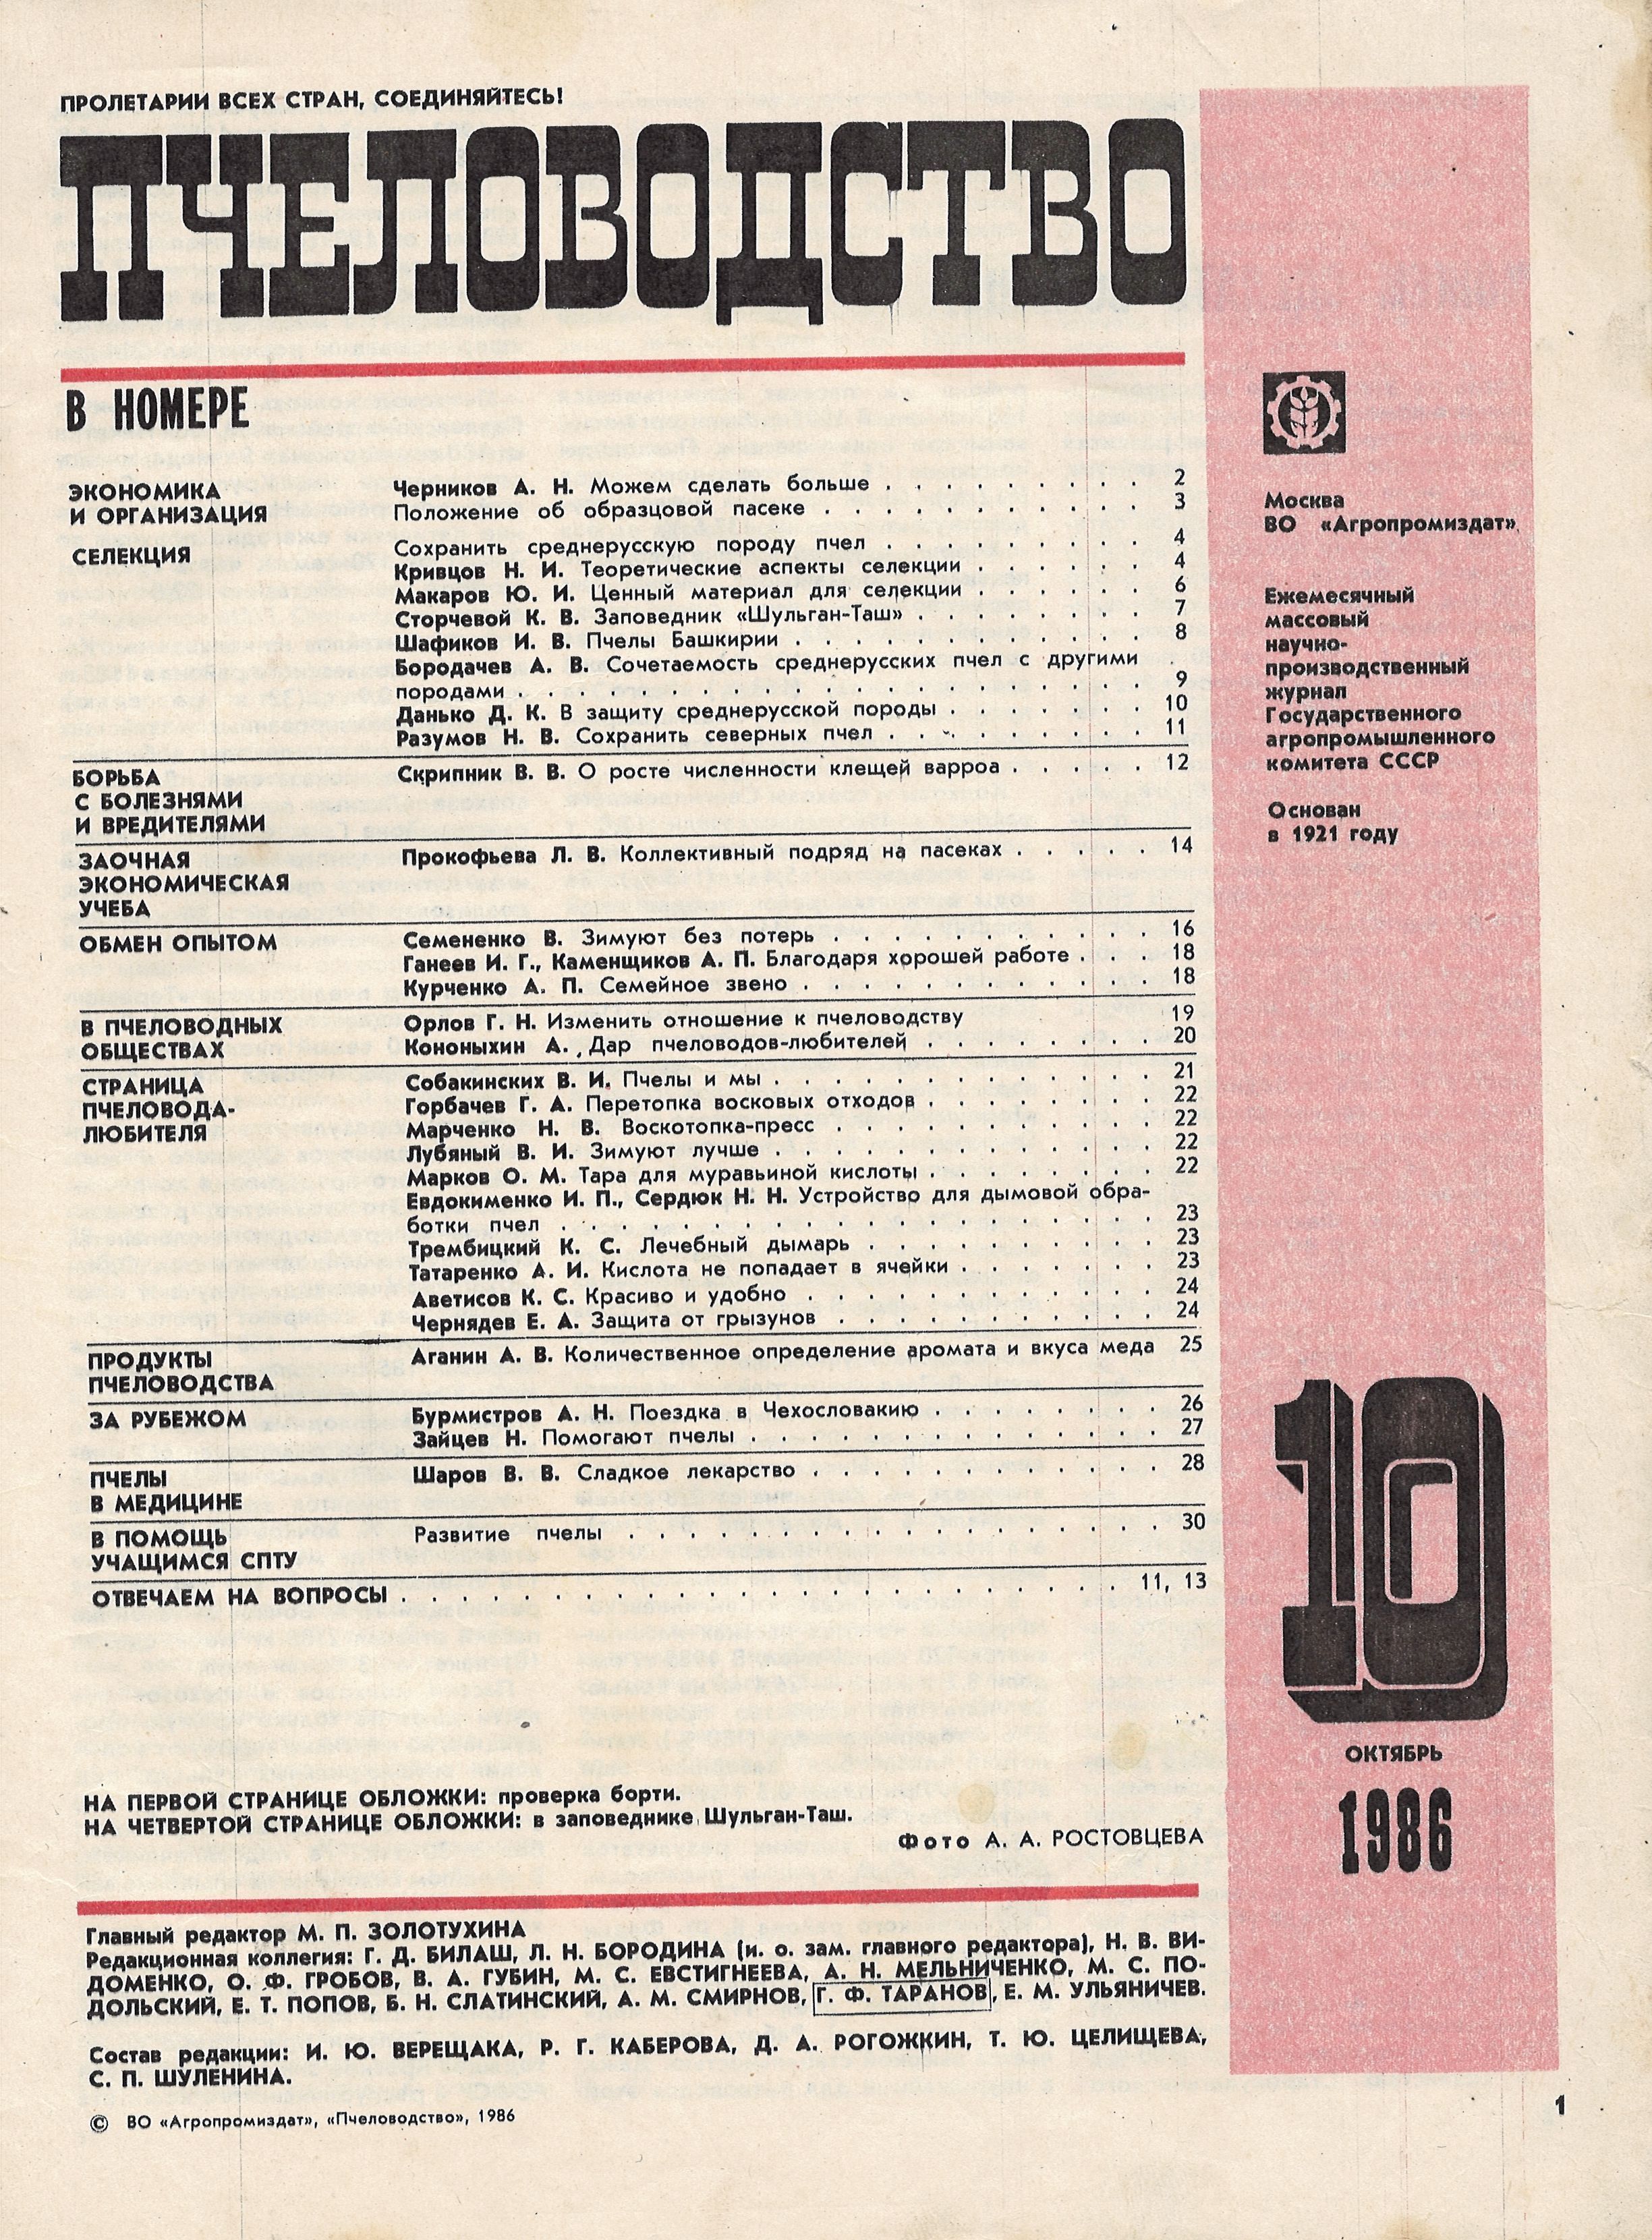 ПРОЛЕТАРИИ ВСЕХ СТРАН, СОЕДИНЯЙТЕСЬ!
ПЧЕЛОВОДСТВО
В НОМЕРЕ
ЭКОНОМИКА
И ОРГАНИЗАЦИЯ
Черников А. Н. Можем сделать больше . . . . . . . . . 2
Положение об образцовой пасеке . . . . . . . . . . . 3
СЕЛЕКЦИЯ
Сохранить среднерусскую породу пчел . . . . . . . . . 4
Кривцов Н. И. Теоретические аспекты селекции . . . . . . 4
Макаров Ю. И. Ценный материал для селекции . . . . . . 6
Сторчевой К. В. Заповедник «Шульган-Таш» . . . . . . . . 7
Шафиков И. В. Пчелы Башкирии . . . . . . . . . . . . 8
Бородачев А. В. Сочетаемость среднерусских пчел с другими
породами . . . . . . . . . . . . . . . . . . 9
Данько Д. К. В защиту среднерусской породы . . . . . . . 10
Разумов Н. В. Сохранить северных пчел . . . . . . . . . 11
БОРЬБА
С БОЛЕЗНЯМИ
И ВРЕДИТЕЛЯМИ
Скрипник В. В. О росте численности клещей варроа . . . . . 12
ЗАОЧНАЯ
ЭКОНОМИЧЕСКАЯ
УЧЕБА
Прокофьева Л. В. Коллективный подряд на пасеках . . . . . 14
ОБМЕН ОПЫТОМ
Семененко В. Зимуют без потерь . . . . . . . . . . . 16
Ганеев И. Г., Каменщиков А. П. Благодаря хорошей работе . . . 18
Курченко А. П. Семейное звено . . . . . . . . . . . . 18
В ПЧЕЛОВОДНЫХ
ОБЩЕСТВАХ
Орлов Г. Н. Изменить отношение к пчеловодству 19
Кононыхин А. Дар пчеловодов-любителей . . . . . . . . 20
СТРАНИЦА
ПЧЕЛОВОДА-
ЛЮБИТЕЛЯ
Собакинских В. И. Пчелы и мы . . . . . . . . . . . . . 21
Горбачев Г. А. Перетопка восковых отходов . . . . . . . . 22
Марченко Н. В. Воскотопка-пресс . . . . . . . . . . . 22
Лубяный В. И. Зимуют лучше . . . . . . . . . . . . . 22
Марков О. М. Тара для муравьиной кислоты . . . . . . . . 22
Евдокименко И. П., Сердюк Н. Н. Устройство для дымовой обра-
ботки пчел . . . . . . . . . . . . . . . . . 23
Трембицкий К. С. Лечебный дымарь . . . . . . . . . . 23
Татаренко А. И. Кислота не попадает в ячейки . . . . . . . 23
Аветисов К. С. Красиво и удобно . . . . . . . . . . . . 24
Чернядев Е. А. Защита от грызунов . . . . . . . . . . . 24
ПРОДУКТЫ
ПЧЕЛОВОДСТВА
Аганин А. В. Количественное определение аромата и вкуса меда 25
ЗА РУБЕЖОМ
Бурмистров А. Н. Поездка в Чехословакию . . . . . . . . 26
Зайцев Н. Помогают пчелы . . . . . . . . . . . . . . 27
ПЧЕЛЫ
В МЕДИЦИНЕ
Шаров В. В. Сладкое лекарство . . . . . . . . . . . . 28
В ПОМОЩЬ
УЧАЩИМСЯ СПТУ
Развитие пчелы . . . . . . . . . . . . . . . . . 30
ОТВЕЧАЕМ НА ВОПРОСЫ . . . . . . . . . . . . . . . . . . . . 11, 13
НА ПЕРВОЙ СТРАНИЦЕ ОБЛОЖКИ: проверка борти.
НА ЧЕТВЕРТОЙ СТРАНИЦЕ ОБЛОЖКИ: в заповеднике Шульган-Таш.
Фото А. А. РОСТОВЦЕВА
Главный редактор М. П. ЗОЛОТУХИНА
Редакционная коллегия: Г. Д. БИЛАШ, Л. Н. БОРОДИНА (и. о. зам. главного редактора), Н. В. ВИ-
ДОМЕНКО, О. Ф. ГРОБОВ, В. А. ГУБИН, М. С. ЕВСТИГНЕЕВА, А. Н. МЕЛЬНИЧЕНКО, М. С. ПО-
ДОЛЬСКИЙ, Е. Т. ПОПОВ, Б. Н. СЛАТИНСКИЙ, А. М. СМИРНОВ, Г. Ф. ТАРАНОВ, Е. М. УЛЬЯНИЧЕВ.
Состав редакции: И. Ю. ВЕРЕЩАКА, Р. Г. КАБЕРОВА, Д. А. РОГОЖКИН, Т. Ю. ЦЕЛИЩЕВА,
С. П. ШУЛЕНИНА.
© ВО «Агропромиздат», «Пчеловодство», 1986
Москва
ВО «Агропромиздат»
Ежемесячный
массовый
научно-
производственный
журнал
Государственного
агропромышленного
комитета СССР
Основан
в 1921 году
10
ОКТЯБРЬ
1986
1